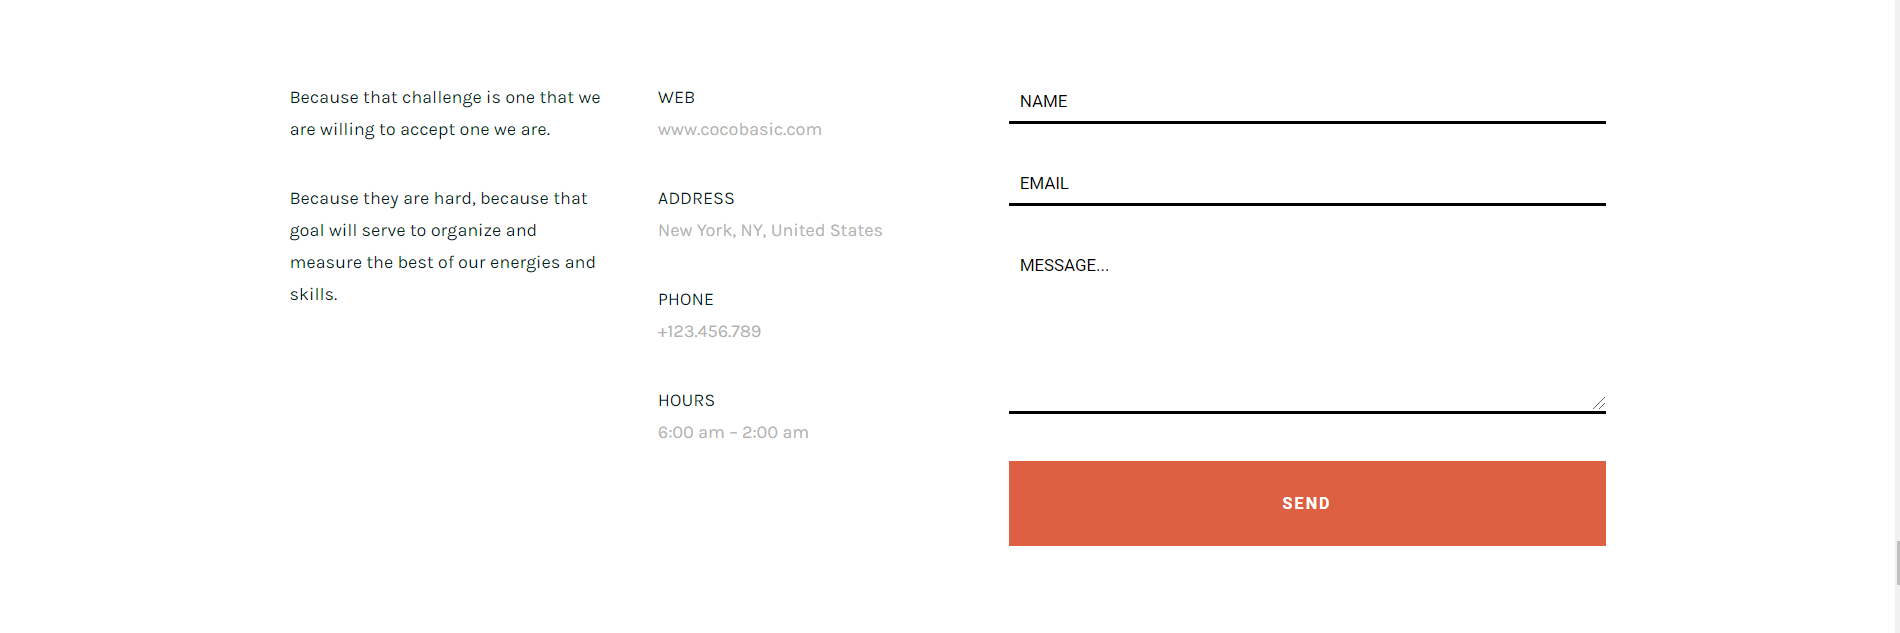 Because that challenge is one that we
are willing to accept one we are.
Because they are hard, because that
goal will serve to organize and
measure the best of our energies and
skills.
WEB
www.cocobasic.com
ADDRESS
New York, NY, United States
PHONE
+123.456.789
HOURS
6:00 am – 2:00 am
NAME
EMAIL
MESSAGE...
SEND